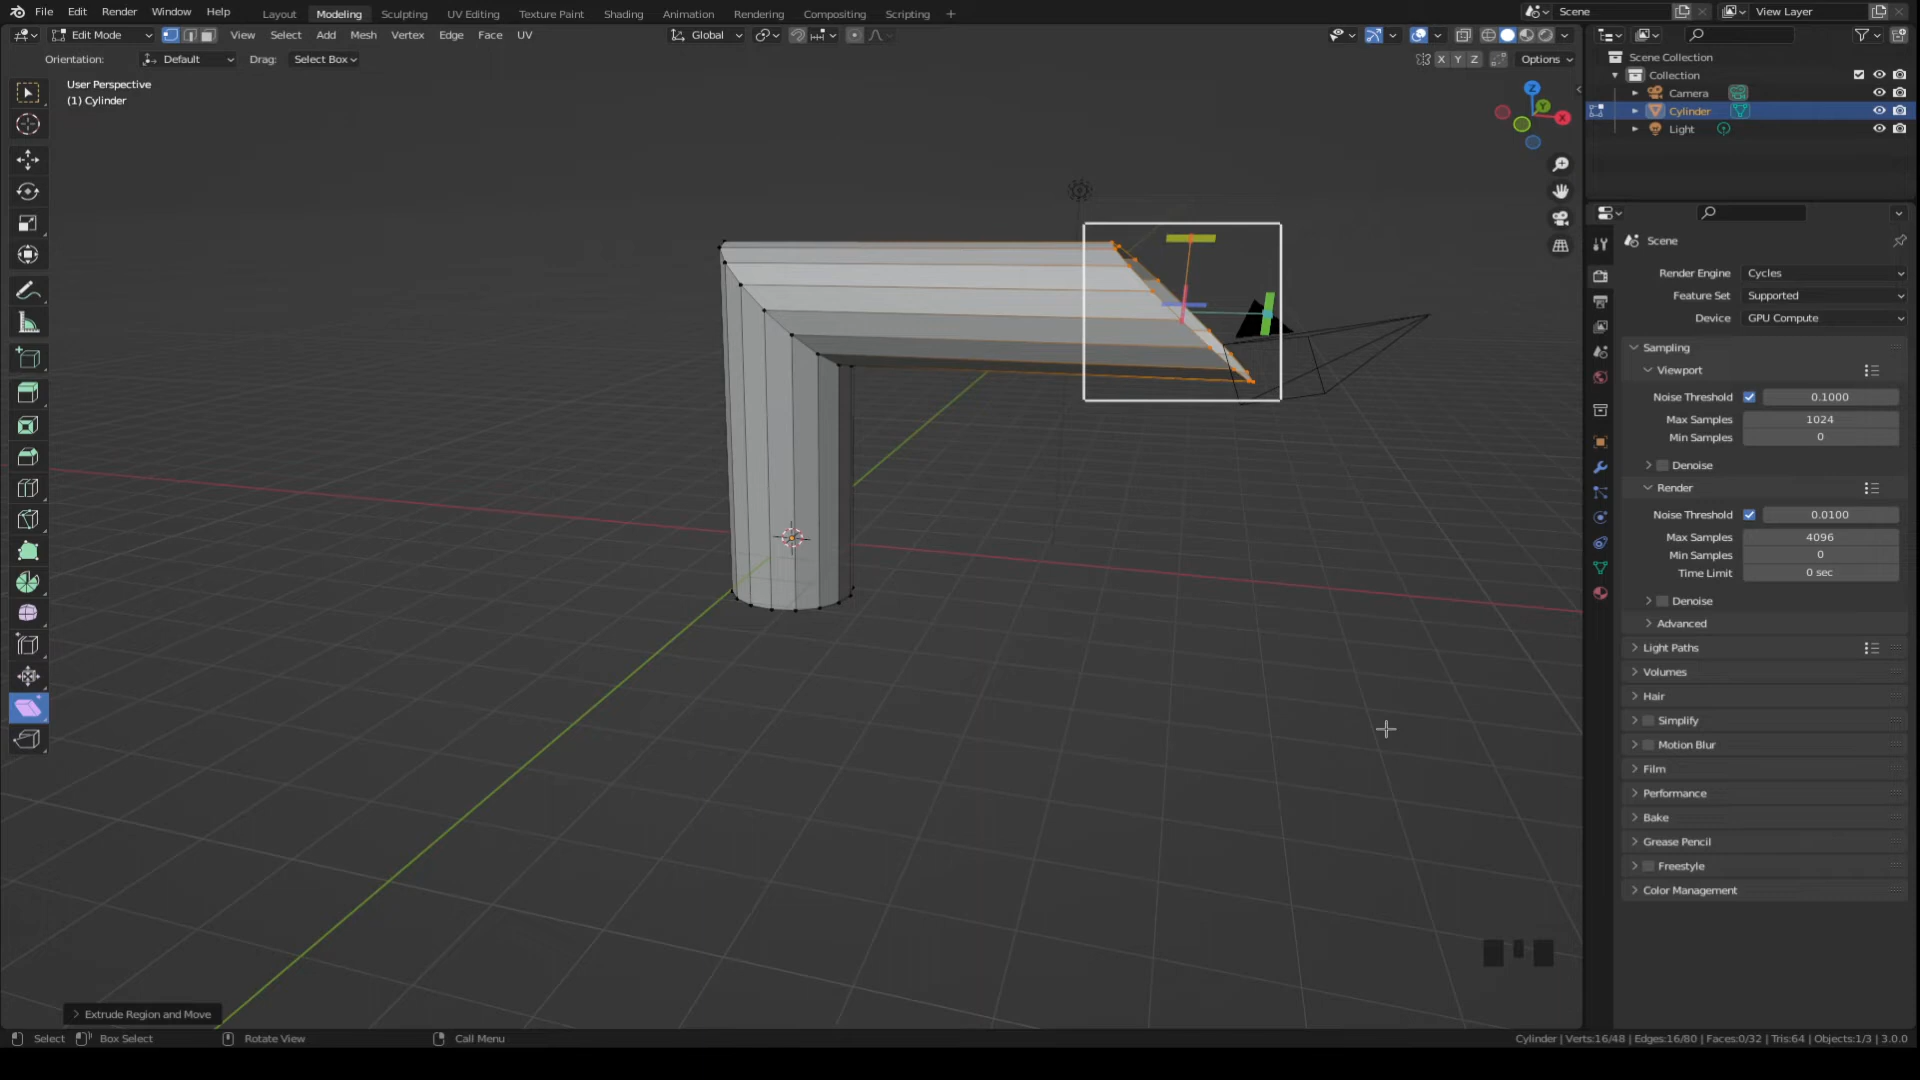 File Edit Render Window Help Layout Modeling Sculpting UV Editing Texture Paint Shading Animation Rendering Compositing Scripting + Scene View Layer
Edit Mode View Select Add Mesh Vertex Edge Face UV Global
Orientation: Default Drag: Select Box X Y Z Options
User Perspective
(1) Cylinder
Z
Y
X
Scene Collection
Collection
Camera
Cylinder
Light
Scene
Render Engine Cycles
Feature Set Supported
Device GPU Compute
Sampling
Viewport
Noise Threshold 0.1000
Max Samples 1024
Min Samples 0
Denoise
Render
Noise Threshold 0.0100
Max Samples 4096
Min Samples 0
Time Limit 0 sec
Denoise
Advanced
Light Paths
Volumes
Hair
Simplify
Motion Blur
Film
Performance
Bake
Grease Pencil
Freestyle
Color Management
Extrude Region and Move
Select Box Select Rotate View Call Menu Cylinder | Verts:16/48 | Edges:16/80 | Faces:0/32 | Tris:64 | Objects:1/3 | 3.0.0